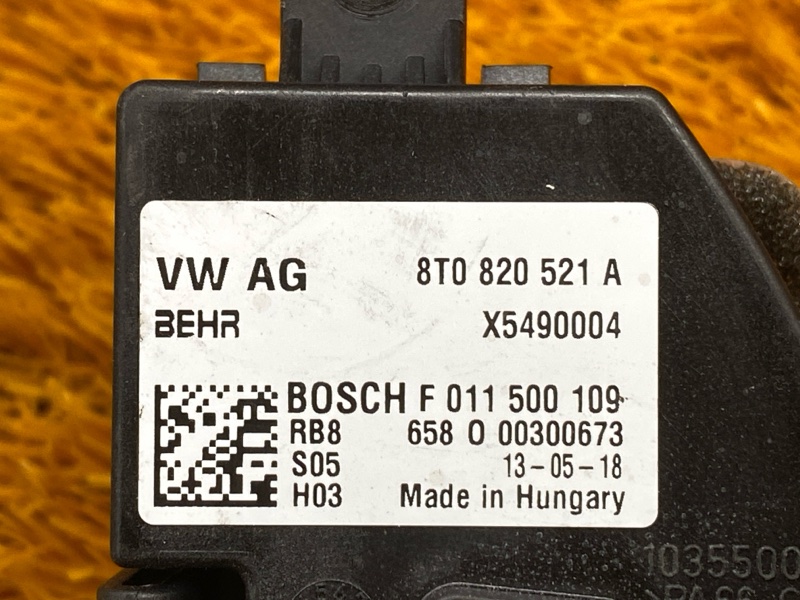 VW AG 8T0 820 521 A
BEHR X5490004
BOSCH F 011 500 109
RB8 658 0 00300673
S05 13-05-18
H03 Made in Hungary
1035500